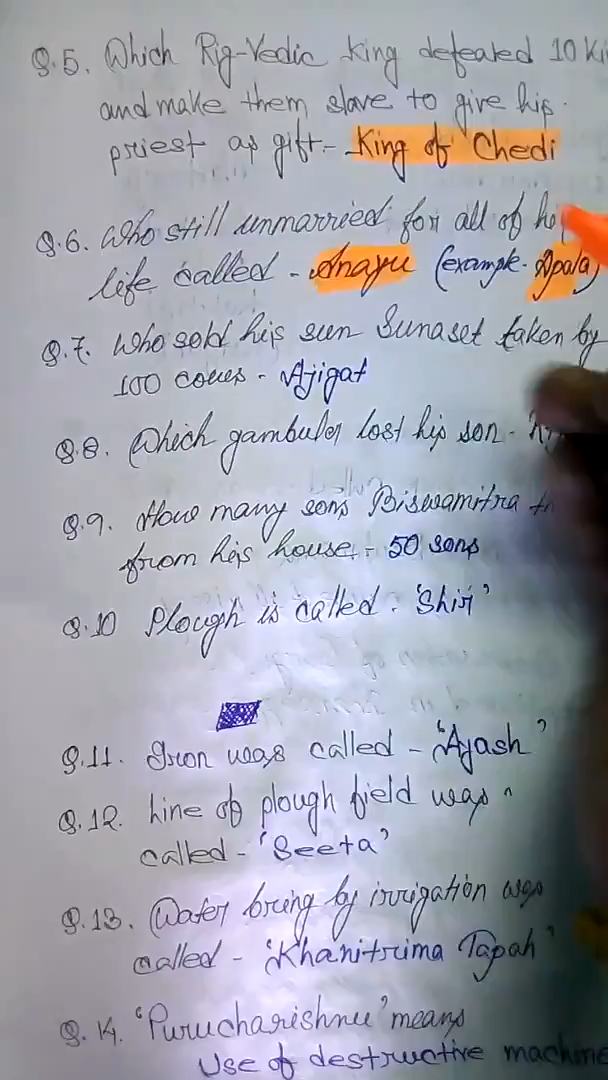 Q.5. Which Rig-Vedic King defeated 10 Ki
and make them slave to give his
priest as gift - King of Chedi
Q.6. Who still unmarried for all of
life called - Anayu (example - Apala)
Q.7. Who sold his sun Sunaset taken by
100 cows - Ajigat
Q.8. Which gambuler lost his son -
Q.9. How many sons Biswamitra
from his house - 50 sons
Q.10 Plough is called - 'Shiri'
Q.11. Iron was called - 'Ayash'
Q.12. Line of plough field was
called - 'Seeta'
Q.13. Water bring by irrigation was
called - 'Khanitrima Tapah'
Q.14. 'Purucharishnu' means
Use of destructive machine